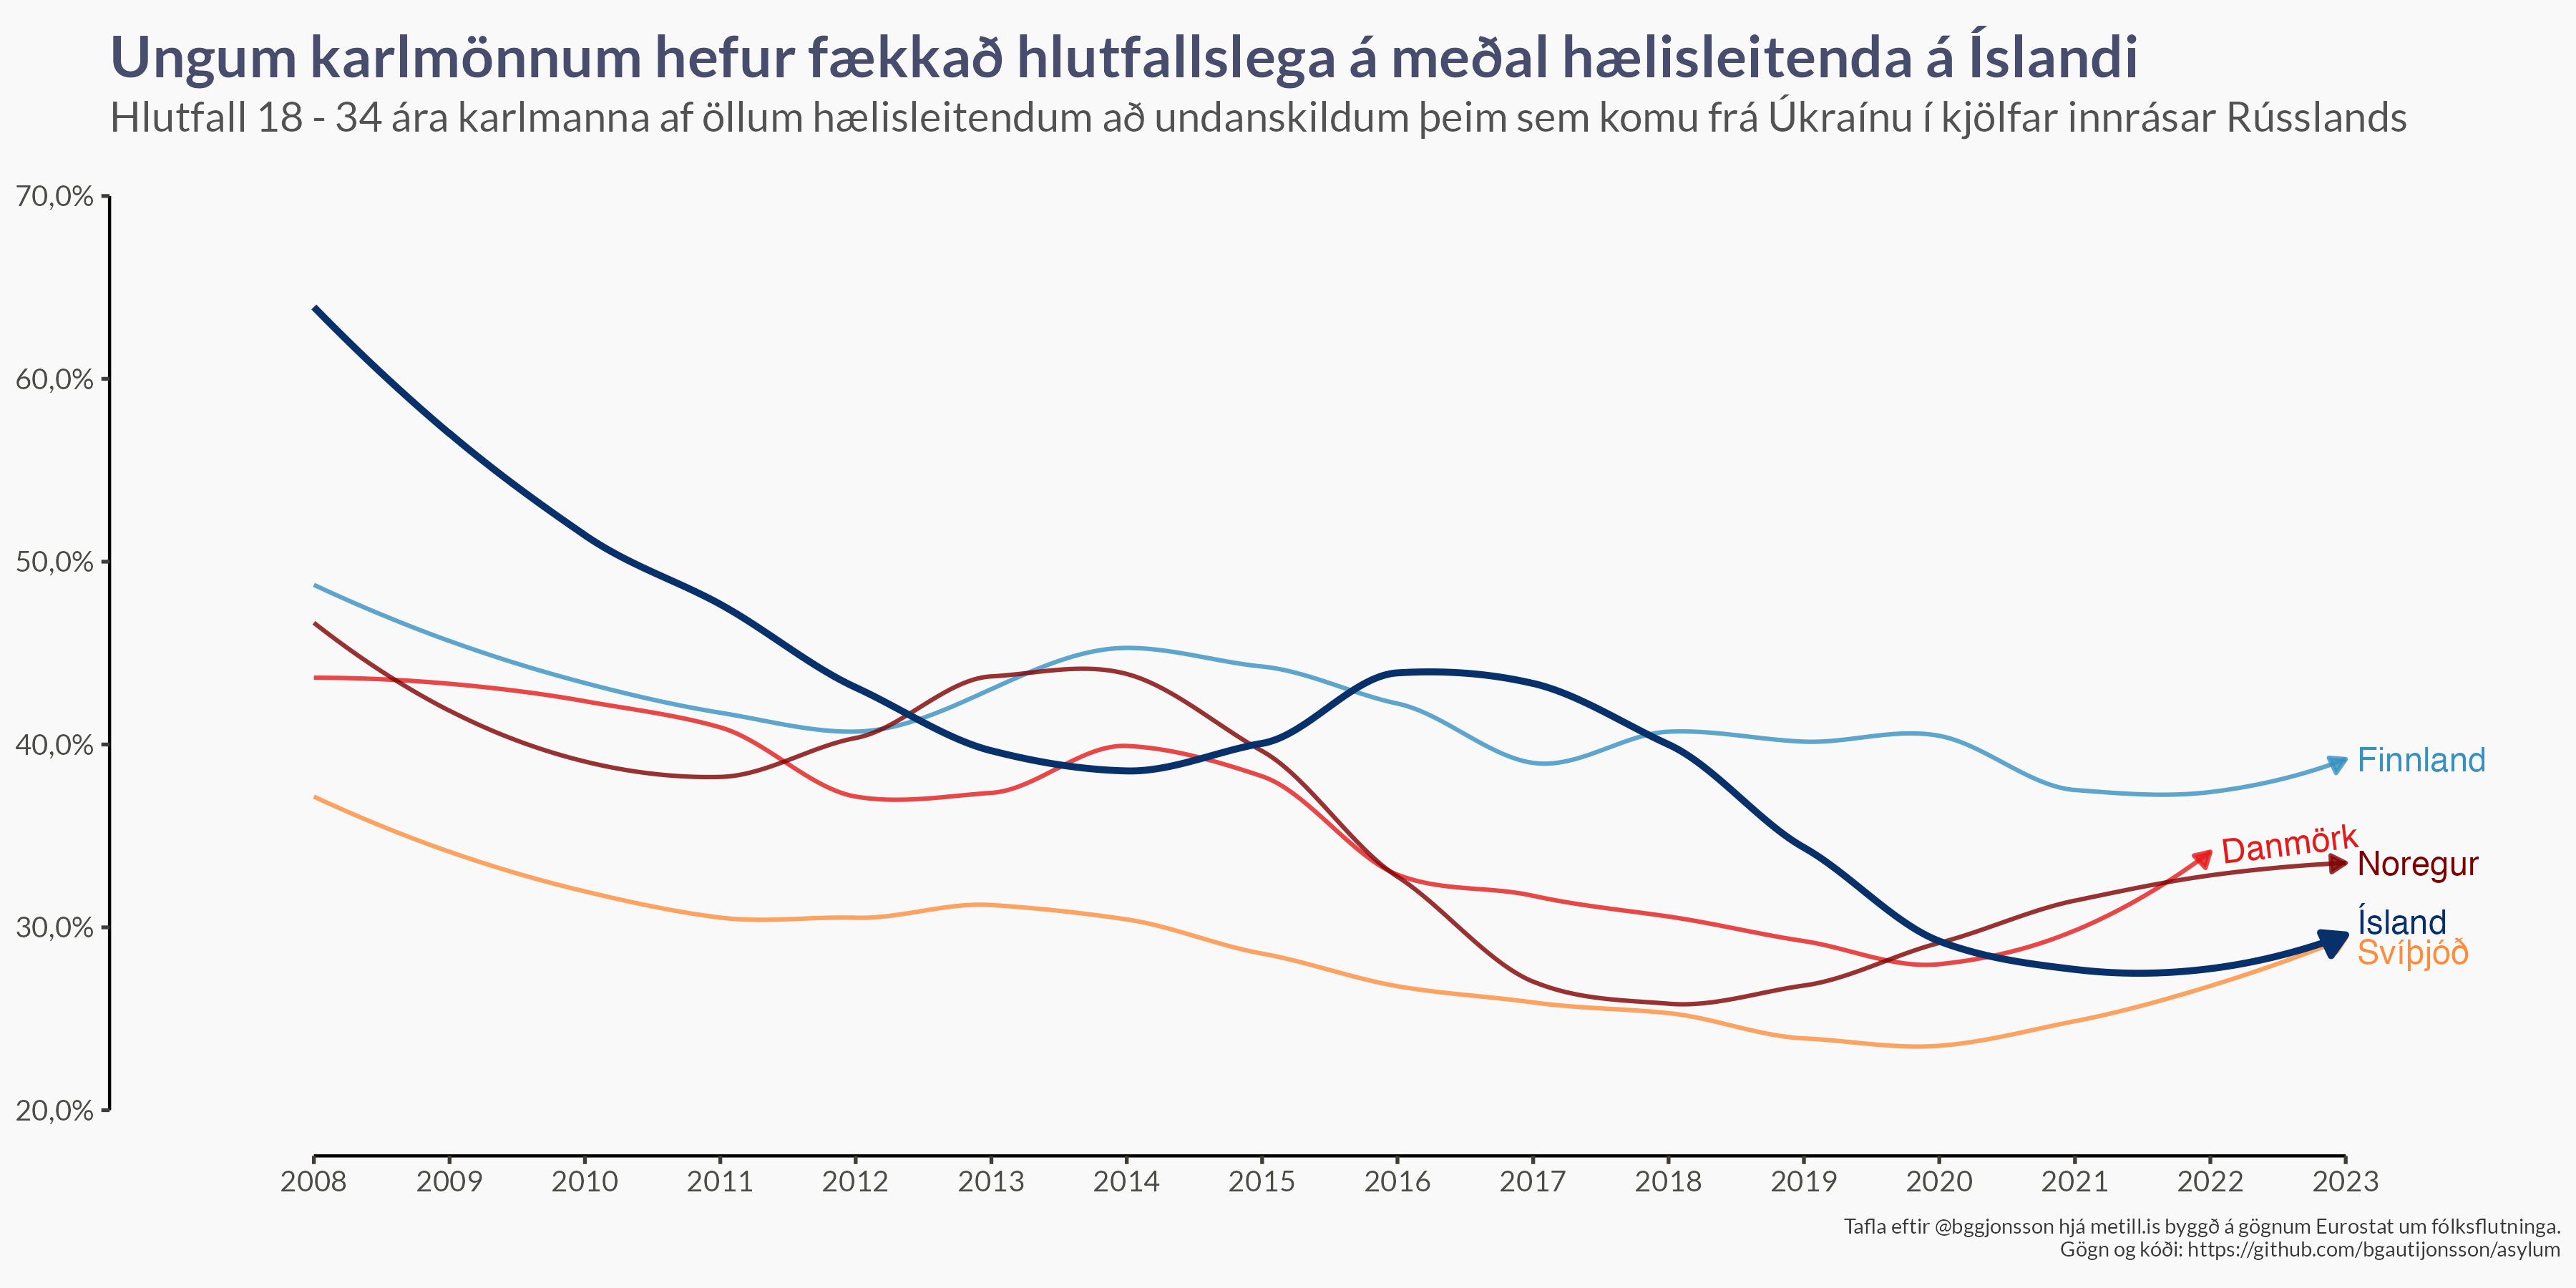 Ungum karlmönnum hefur fækkað hlutfallslega á meðal hælisleitenda á Íslandi
Hlutfall 18 - 34 ára karlmanna af öllum hælisleitendum að undanskildum þeim sem komu frá Úkraínu í kjölfar innrásar Rússlands
70,0%
60,0%
50,0%
40,0%
30,0%
20,0%
Finnland
Danmörk
Noregur
Ísland
Svíþjóð
2008 2009 2010 2011 2012 2013 2014 2015 2016 2017 2018 2019 2020 2021 2022 2023
Tafla eftir @bggjonsson hjá metill.is byggð á gögnum Eurostat um fólksflutninga.
Gögn og kóði: https://github.com/bgautijonsson/asylum